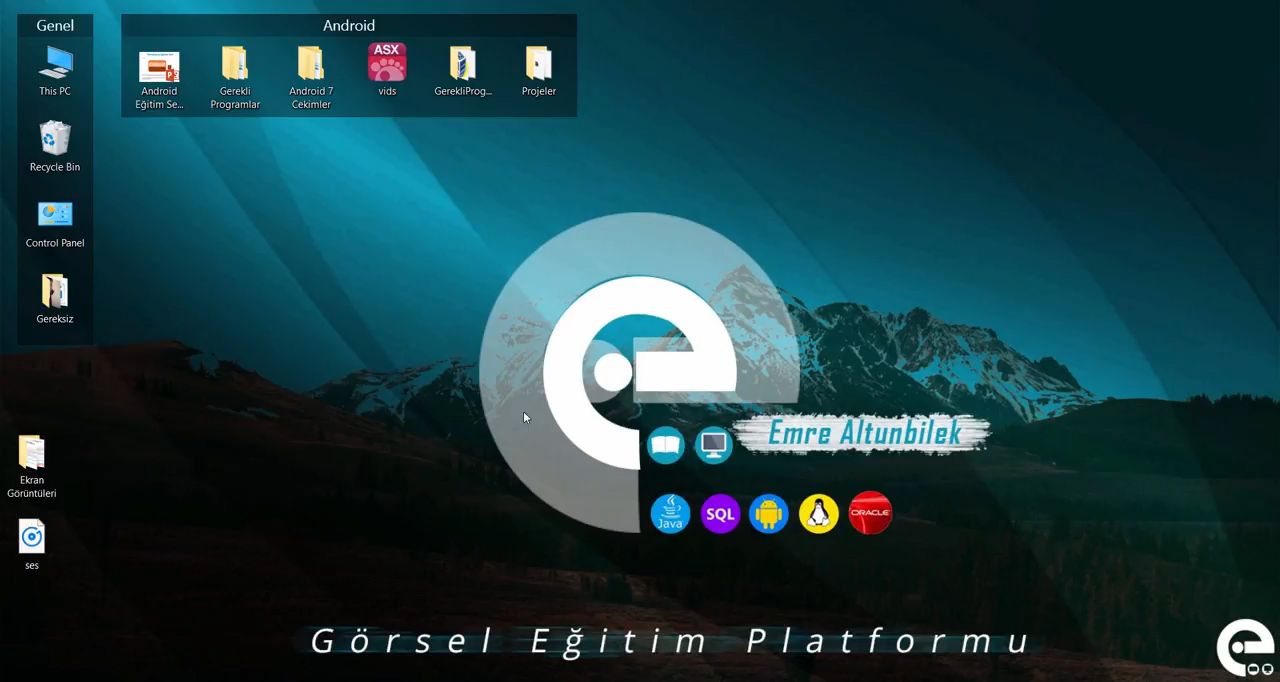 Genel
This PC
Recycle Bin
Control Panel
Gereksiz
Android
Android
Eğitim Se...
Gerekli
Programlar
Android 7
Cekimler
ASX
vids
GerekliProg...
Projeler
Ekran
Görüntüleri
ses
Emre Altunbilek
Java
SQL
ORACLE
Görsel Eğitim Platformu